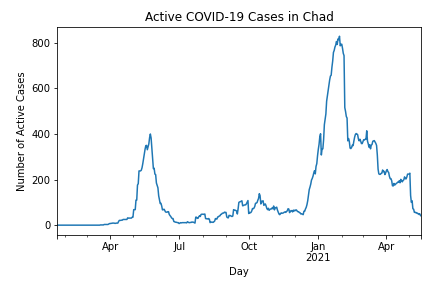 Active COVID-19 Cases in Chad
Number of Active Cases
800
600
400
200
0
Apr
Jul
Oct
Jan
2021
Apr
Day